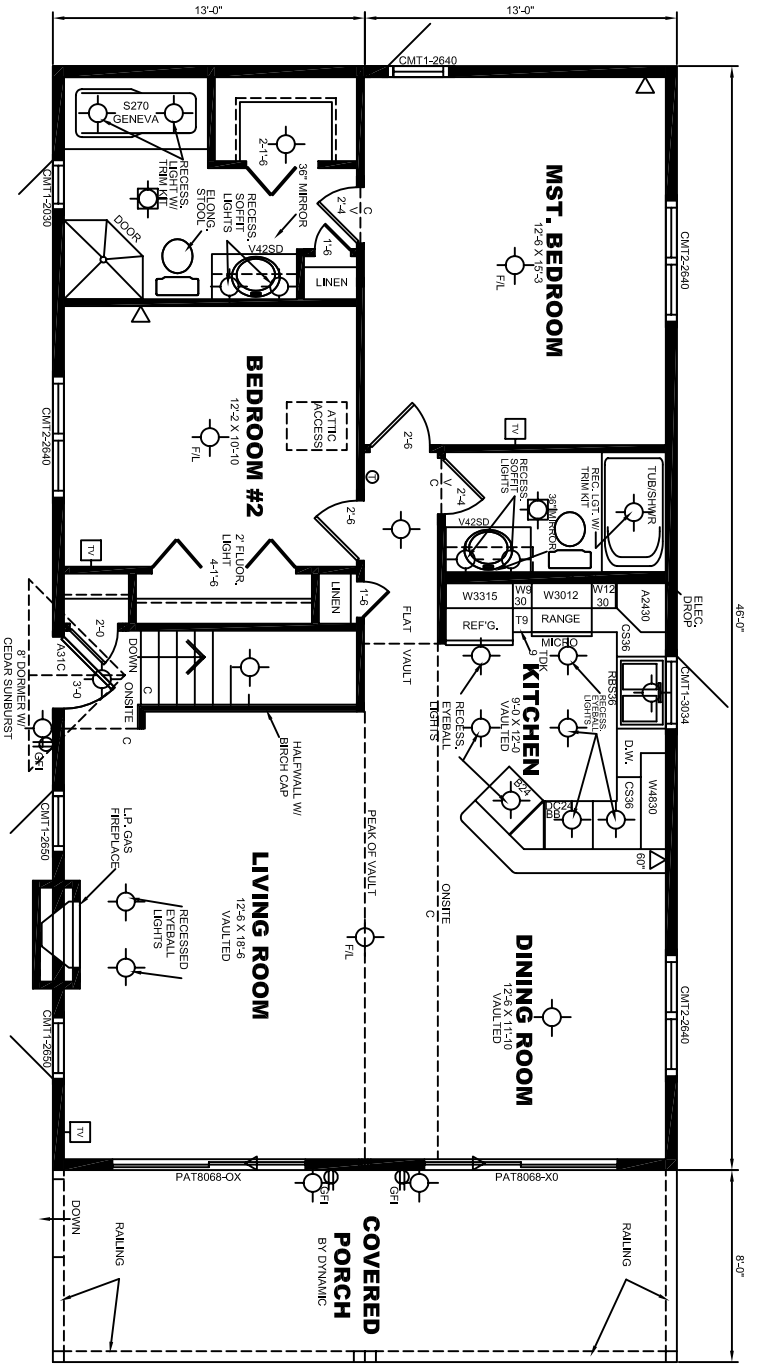 13'-0"
13'-0"
46'-0"
8'-0"
CMT1-2640
CMT2-2640
CMT1-2030
CMT2-2640
CMT1-3034
CMT2-2640
CMT1-2650
CMT1-2650
PAT8068-OX
PAT8068-X0
MST. BEDROOM
12'-6 X 15'-3
F/L
TV
S270
GENEVA
RECESS.
LIGHT W/
TRIM KIT
ELONG.
STOOL
DOOR
2-1'-6
36" MIRROR
RECESS.
SOFFIT
LIGHTS
V42SD
2'-4
C
V
1'-6
LINEN
BEDROOM #2
12'-2 X 10'-10
F/L
ATTIC
ACCESS
TV
2' FLUOR.
LIGHT
4-1'-6
2'-6
2'-6
T
LINEN
1'-6
TUB/SHWR
REC. LGT. W/
TRIM KIT
36" MIRROR
RECESS.
SOFFIT
LIGHTS
V42SD
2'-4
V
C
ELEC.
DROP
W3315
W9
30
W3012
W12
30
A2430
REF'G.
T9
RANGE
MICRO
CS36
9"
TDK
RBS36
RECESS.
EYEBALL
LIGHTS
D.W.
CS36
W4830
KITCHEN
9'-0 X 12'-0
VAULTED
RECESS.
EYEBALL
LIGHTS
B24
DC24
BB
60"
FLAT
VAULT
PEAK OF VAULT
ONSITE
C
DINING ROOM
12'-6 X 11'-10
VAULTED
F/L
LIVING ROOM
12'-6 X 18'-6
VAULTED
HALFWALL W/
BIRCH CAP
DOWN
C
ONSITE
C
2'-0
A31C
3'-0
8' DORMER W/
CEDAR SUNBURST
GFI
L.P. GAS
FIREPLACE
RECESSED
EYEBALL
LIGHTS
TV
GFI
GFI
COVERED
PORCH
BY DYNAMIC
RAILING
RAILING
DOWN